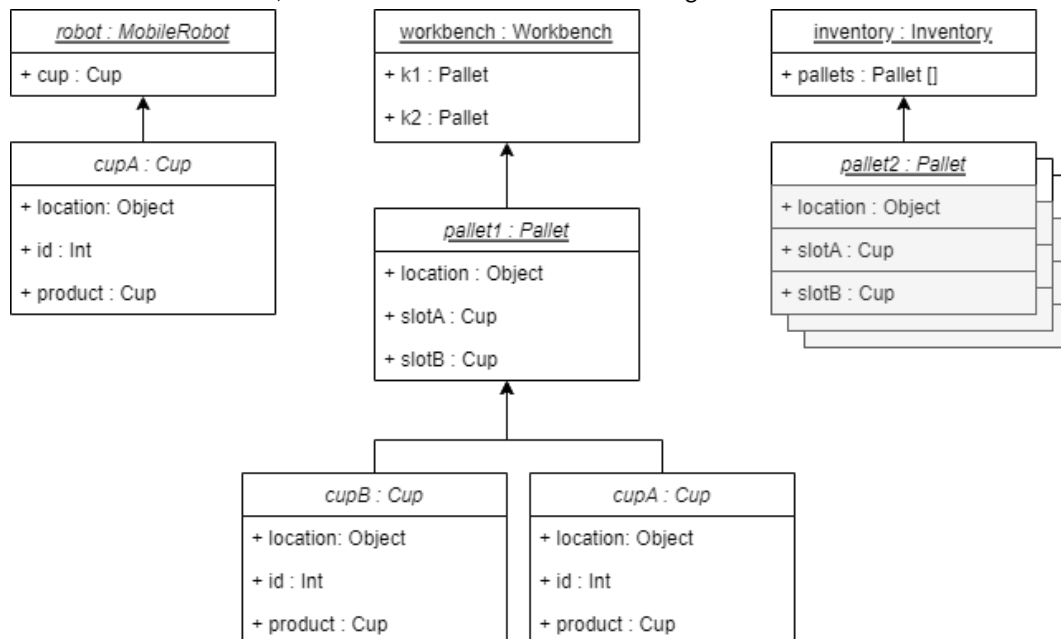 robot : MobileRobot
+ cup : Cup
cupA : Cup
+ location: Object
+ id : Int
+ product : Cup
workbench : Workbench
+ k1 : Pallet
+ k2 : Pallet
pallet1 : Pallet
+ location : Object
+ slotA : Cup
+ slotB : Cup
cupB : Cup
+ location: Object
+ id : Int
+ product : Cup
cupA : Cup
+ location: Object
+ id : Int
+ product : Cup
inventory : Inventory
+ pallets : Pallet []
pallet2 : Pallet
+ location : Object
+ slotA : Cup
+ slotB : Cup